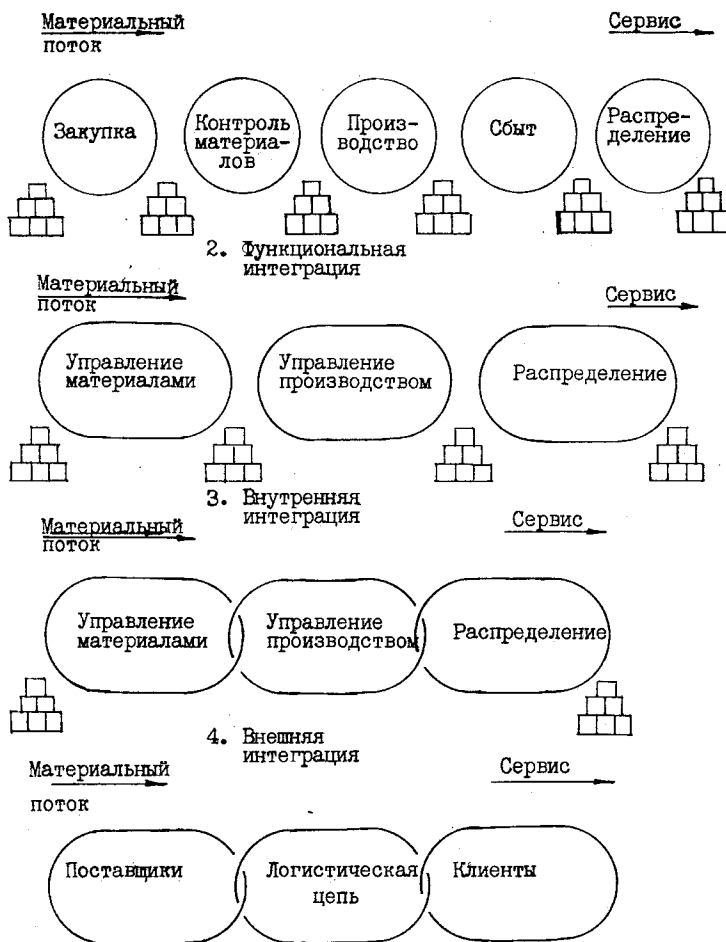 Материальный
поток
Сервис
Закупка
Контроль
материа-
лов
Произ-
водство
Сбыт
Распре-
деление
2. Функциональная
интеграция
Материальный
поток
Сервис
Управление
материалами
Управление
производством
Распределение
3. Внутренняя
интеграция
Материальный
поток
Сервис
Управление
материалами
Управление
производством
Распределение
4. Внешняя
интеграция
Материальный
поток
Сервис
Поставщики
Логистическая
цепь
Клиенты